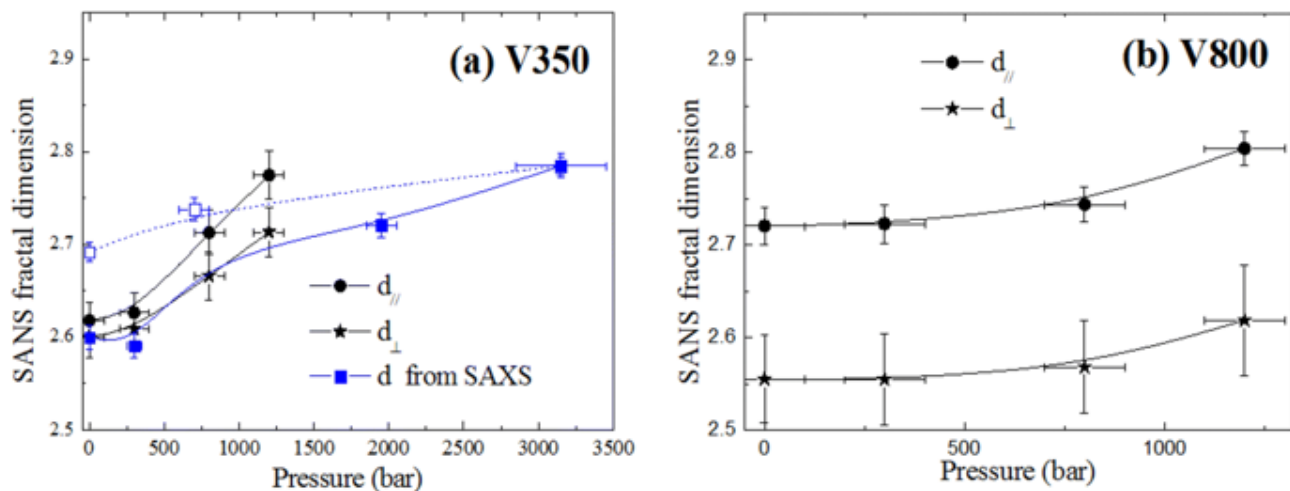 (a) V350
2.9
2.8
2.7
2.6
2.5
SANS fractal dimension
d//
d⊥
d from SAXS
0 500 1000 1500 2000 2500 3000 3500
Pressure (bar)
(b) V800
2.9
2.8
2.7
2.6
2.5
SANS fractal dimension
d//
d⊥
0 500 1000
Pressure (bar)